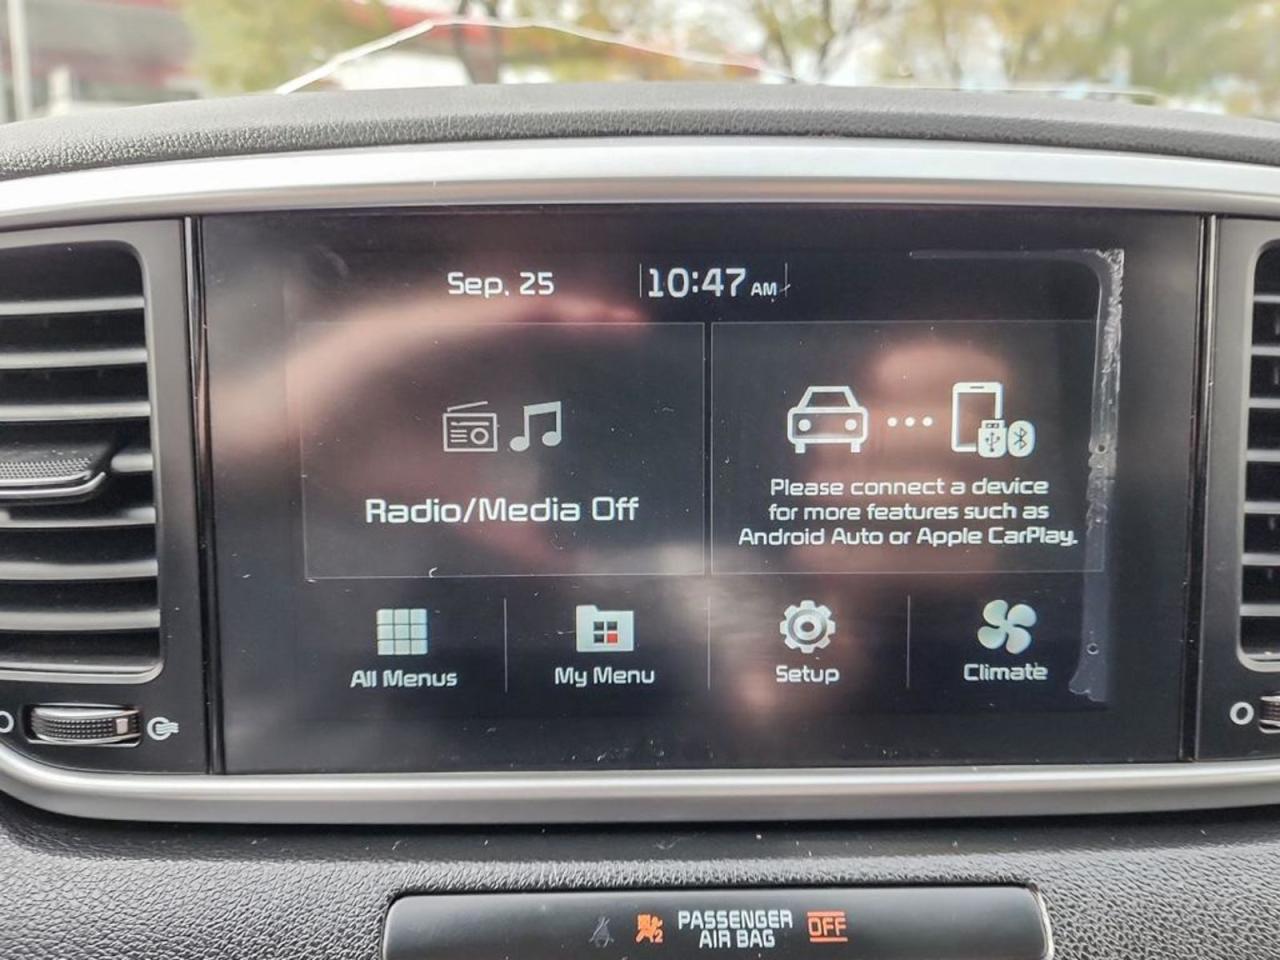 Sep. 25
10:47 AM
Radio/Media Off
Please connect a device
for more features such as
Android Auto or Apple CarPlay.
All Menus
My Menu
Setup
Climate
2
PASSENGER
AIR BAG
OFF